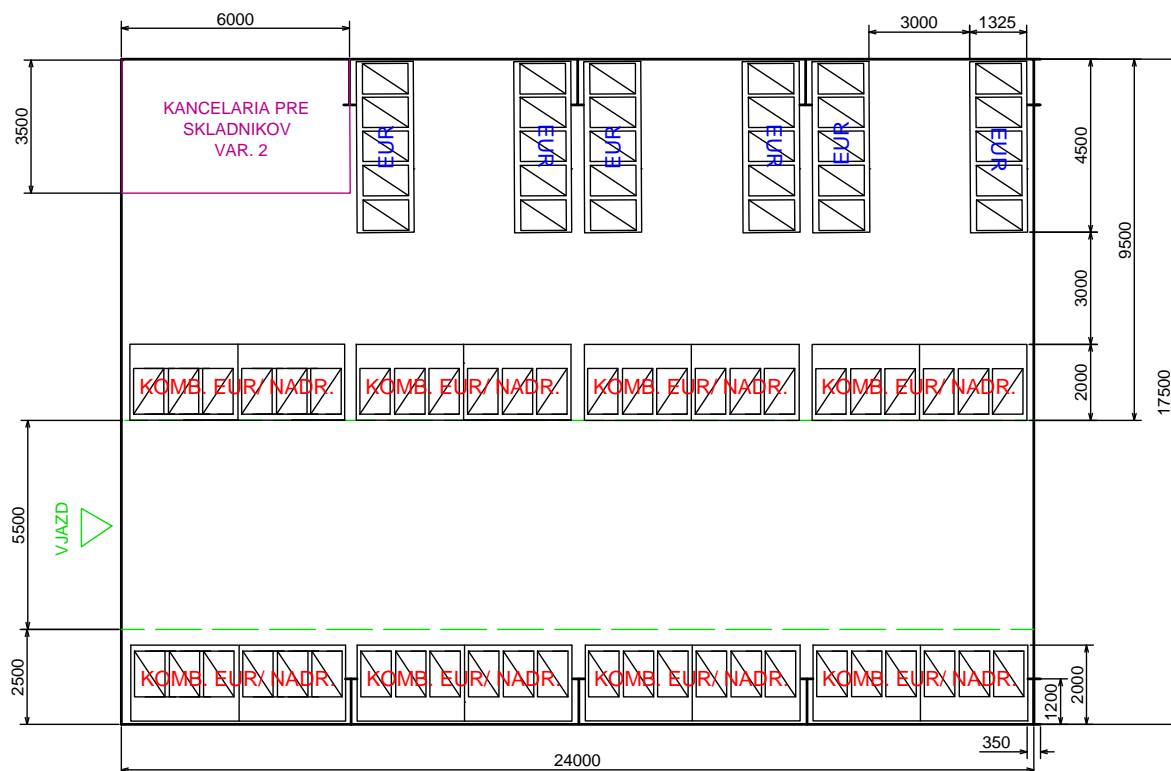 6000
3000
1325
KANCELARIA PRE
SKLADNIKOV
VAR. 2
3500
EUR
EUR
EUR
EUR
EUR
EUR
4500
9500
3000
2000
17500
KOMB. EUR/ NADR.
KOMB. EUR/ NADR.
KOMB. EUR/ NADR.
KOMB. EUR/ NADR.
VJAZD
5500
2500
KOMB. EUR/ NADR.
KOMB. EUR/ NADR.
KOMB. EUR/ NADR.
KOMB. EUR/ NADR.
1200
2000
350
24000